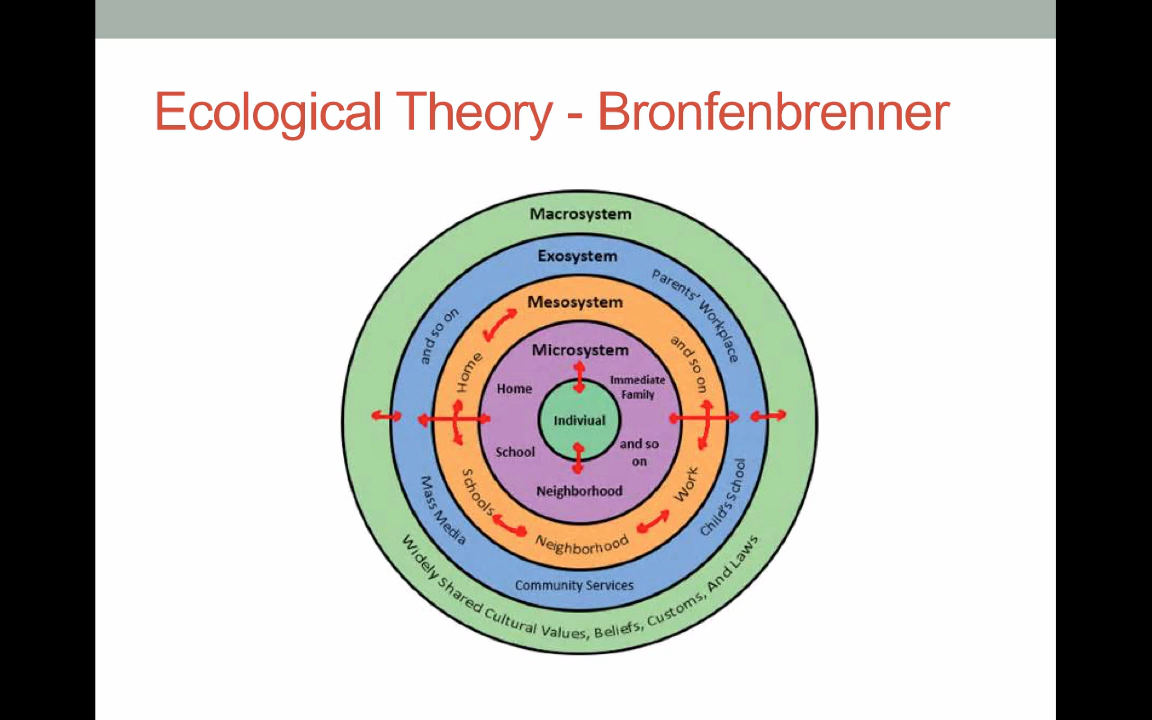 Ecological Theory - Bronfenbrenner
Macrosystem
Exosystem
Parents' Workplace
and so on
Mesosystem
Home
and so on
Microsystem
Home
Immediate
Family
Indiviual
School
and so
on
Neighborhood
Schools
Work
Neighborhood
Mass Media
Child's School
Community Services
Widely Shared Cultural Values, Beliefs, Customs, And Laws